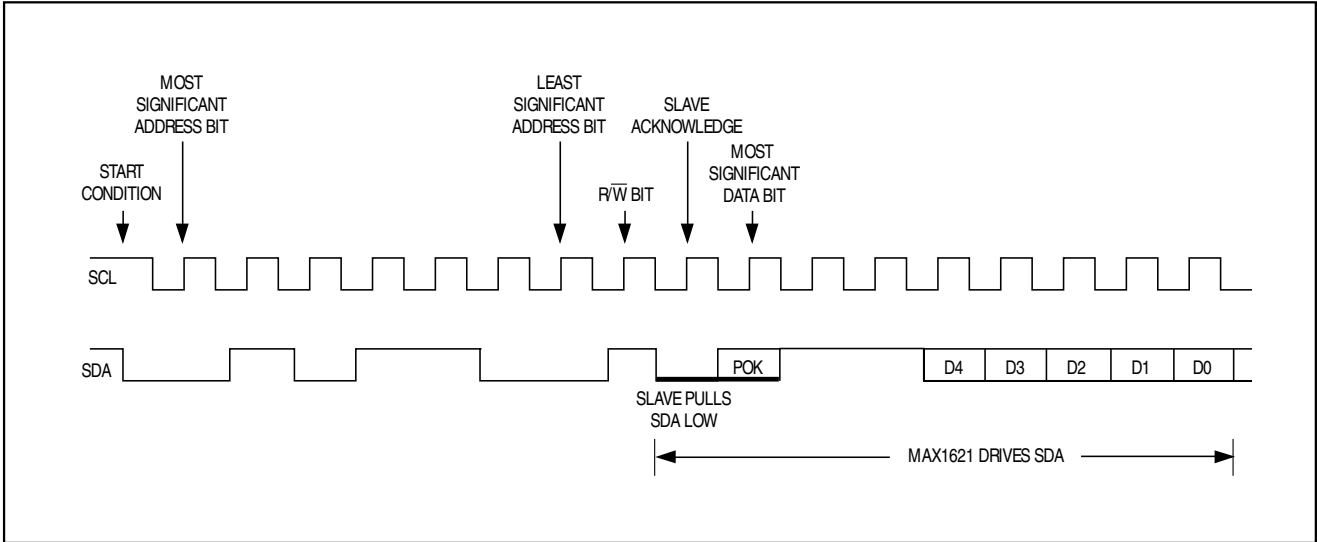 MOST
SIGNIFICANT
ADDRESS BIT
LEAST
SIGNIFICANT
ADDRESS BIT
SLAVE
ACKNOWLEDGE
START
CONDITION
R/W̅ BIT
MOST
SIGNIFICANT
DATA BIT
SCL
SDA
POK
D4
D3
D2
D1
D0
SLAVE PULLS
SDA LOW
MAX1621 DRIVES SDA